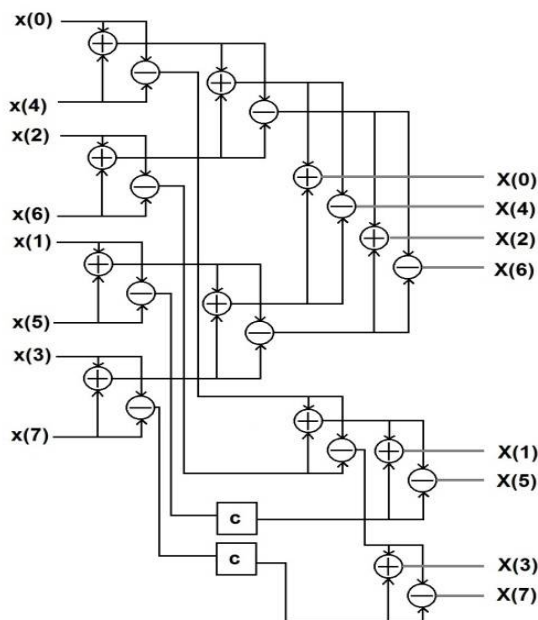 x(0)
x(4)
x(2)
x(6)
x(1)
x(5)
x(3)
x(7)
X(0)
X(4)
X(2)
X(6)
X(1)
X(5)
c
c
X(3)
X(7)